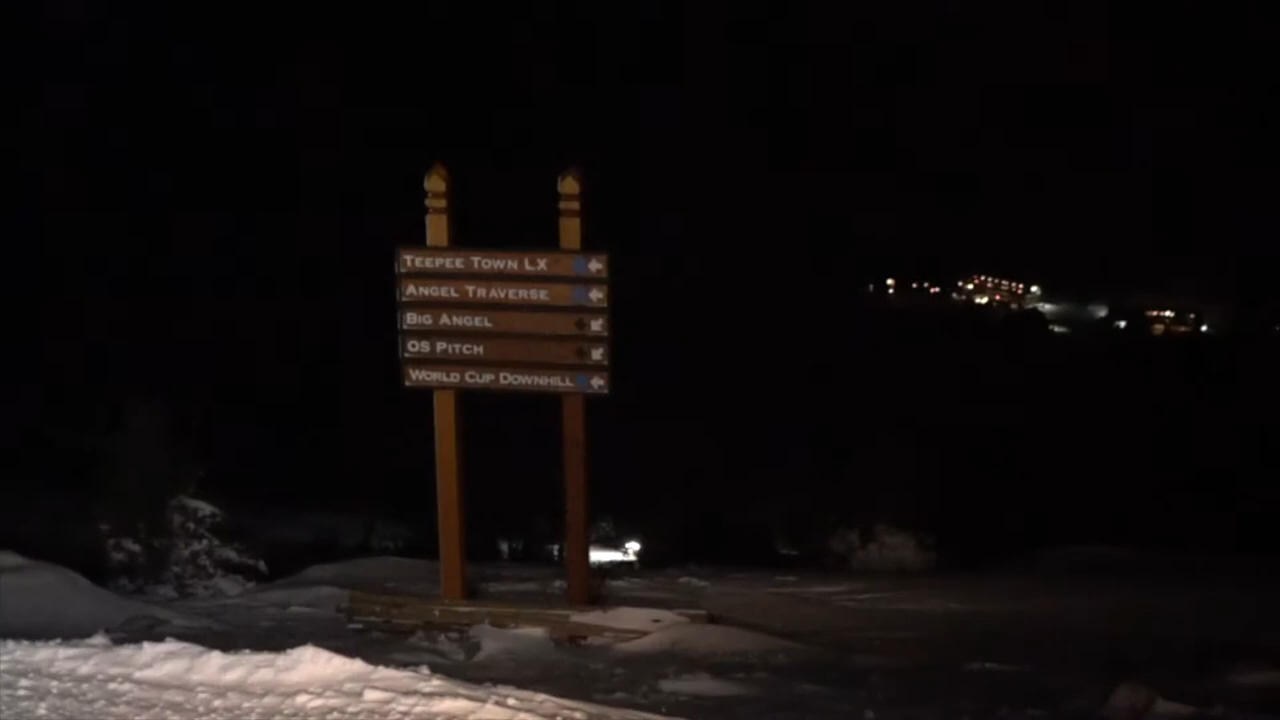 TEEPEE TOWN LX
ANGEL TRAVERSE
BIG ANGEL
OS PITCH
WORLD CUP DOWNHILL